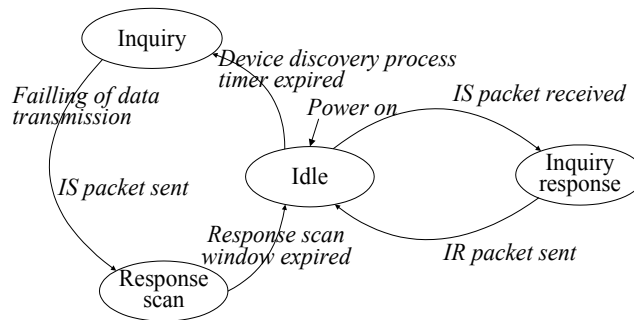 Inquiry
Device discovery process
timer expired
Failling of data
transmission
Power on
IS packet received
Idle
Inquiry
response
IS packet sent
Response scan
window expired
IR packet sent
Response
scan